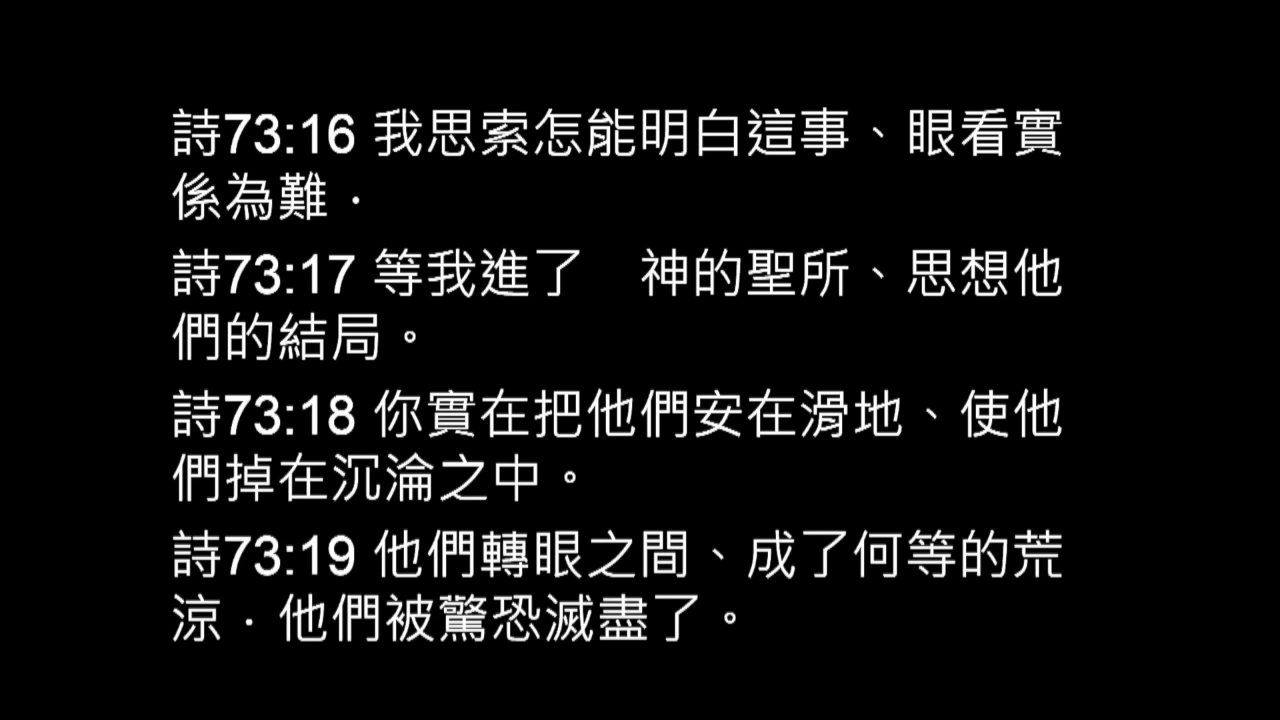 詩73:16 我思索怎能明白這事、眼看實
係為難．
詩73:17 等我進了　神的聖所、思想他
們的結局。
詩73:18 你實在把他們安在滑地、使他
們掉在沉淪之中。
詩73:19 他們轉眼之間、成了何等的荒
涼．他們被驚恐滅盡了。